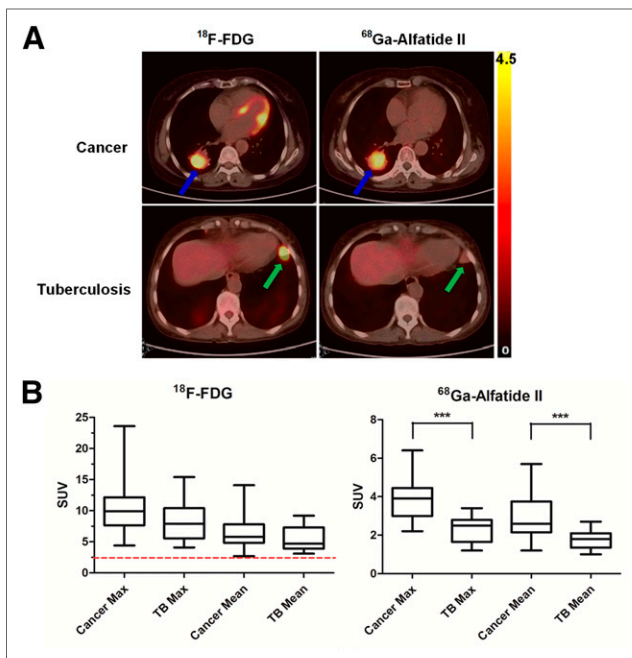 A
¹⁸F-FDG
⁶⁸Ga-Alfatide II
4.5
Cancer
Tuberculosis
0
B
¹⁸F-FDG
⁶⁸Ga-Alfatide II
SUV
25
20
15
10
5
0
Cancer Max
TB Max
Cancer Mean
TB Mean
SUV
8
6
4
2
0
***
***
Cancer Max
TB Max
Cancer Mean
TB Mean